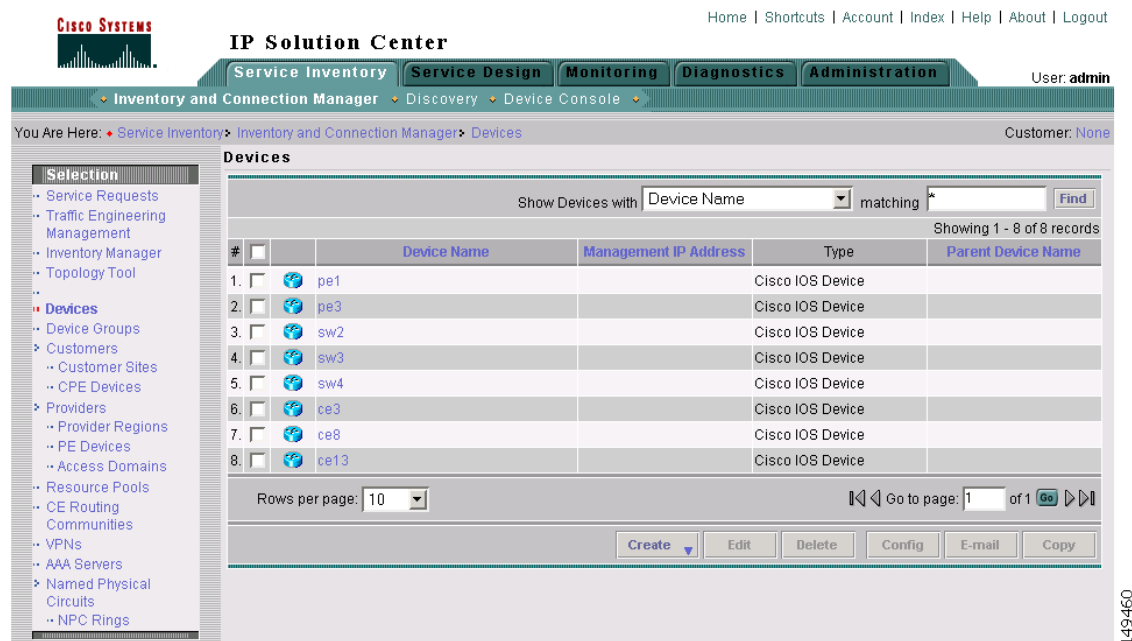 CISCO SYSTEMS
Home | Shortcuts | Account | Index | Help | About | Logout
IP Solution Center
Service Inventory Service Design Monitoring Diagnostics Administration
User: admin
Inventory and Connection Manager Discovery Device Console
You Are Here: Service Inventory Inventory and Connection Manager Devices
Customer: None
Selection
Service Requests
Traffic Engineering
Management
Inventory Manager
Topology Tool
Devices
Device Groups
Customers
Customer Sites
CPE Devices
Providers
Provider Regions
PE Devices
Access Domains
Resource Pools
CE Routing
Communities
VPNs
AAA Servers
Named Physical
Circuits
NPC Rings
Devices
Show Devices with Device Name matching * Find
Showing 1 - 8 of 8 records
# Device Name Management IP Address Type Parent Device Name
1. pe1 Cisco IOS Device
2. pe3 Cisco IOS Device
3. sw2 Cisco IOS Device
4. sw3 Cisco IOS Device
5. sw4 Cisco IOS Device
6. ce3 Cisco IOS Device
7. ce8 Cisco IOS Device
8. ce13 Cisco IOS Device
Rows per page: 10
Go to page: 1 of 1 Go
Create Edit Delete Config E-mail Copy
149460